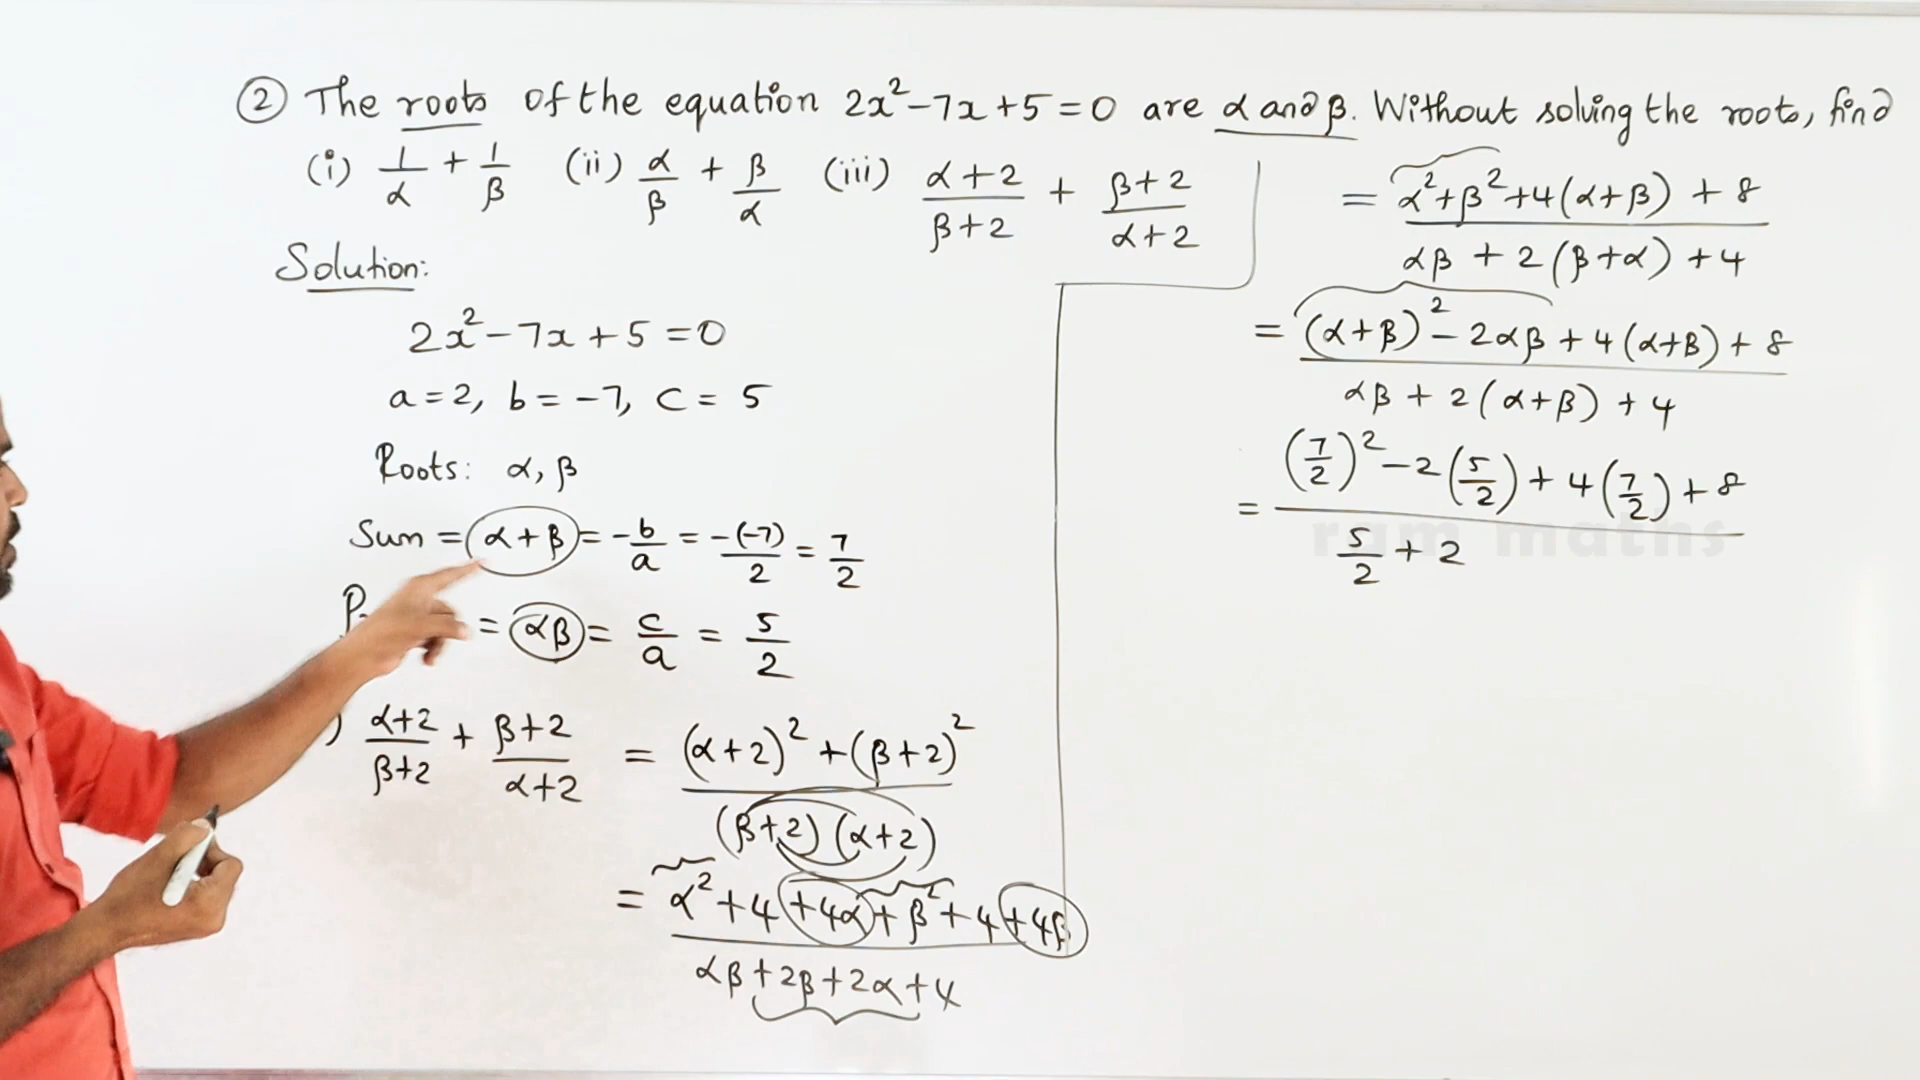 ② The roots of the equation 2x²-7x+5=0 are α and β. Without solving the roots, find
(i) 1/α + 1/β (ii) α/β + β/α (iii) (α+2)/(β+2) + (β+2)/(α+2)
Solution:
2x²-7x+5=0
a=2, b=-7, c=5
Roots: α, β
Sum = α+β = -b/a = -(-7)/2 = 7/2
= αβ = c/a = 5/2
) (α+2)/(β+2) + (β+2)/(α+2) = ((α+2)²+(β+2)²)/((β+2)(α+2))
= (α²+4+4α+β²+4+4β)/(αβ+2β+2α+4)
= (α²+β²+4(α+β)+8)/(αβ+2(β+α)+4)
= ((α+β)²-2αβ+4(α+β)+8)/(αβ+2(α+β)+4)
= ((7/2)²-2(5/2)+4(7/2)+8)/(5/2+2
ram maths